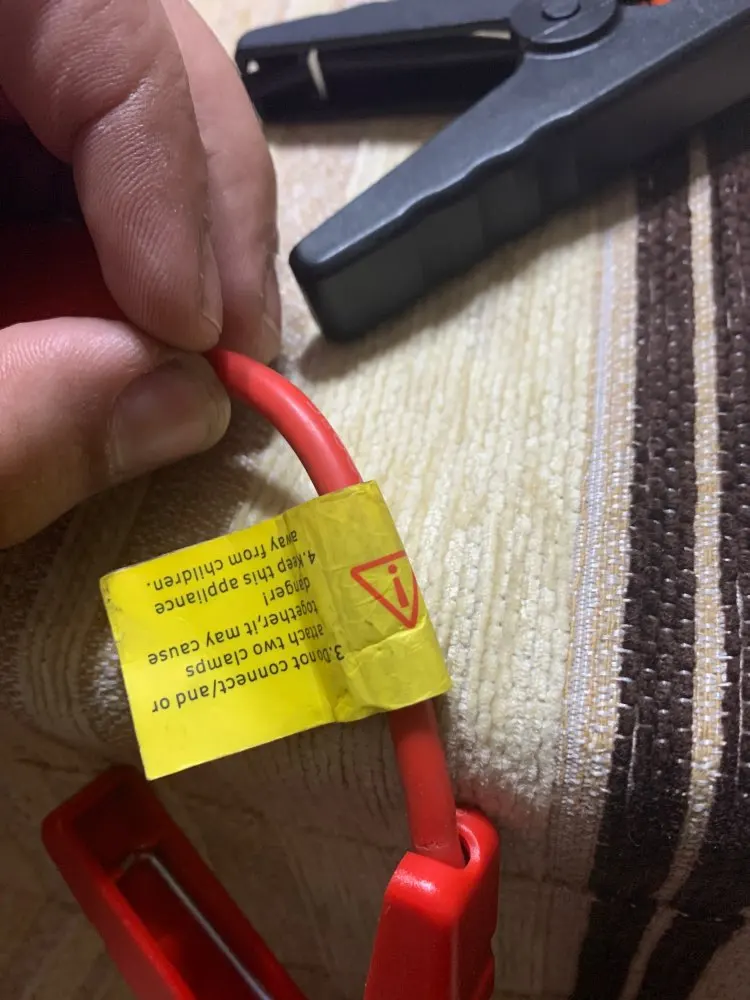 3.Do not connect/and or
attach two clamps
together,it may cause
danger!
4.Keep this appliance
away from children.